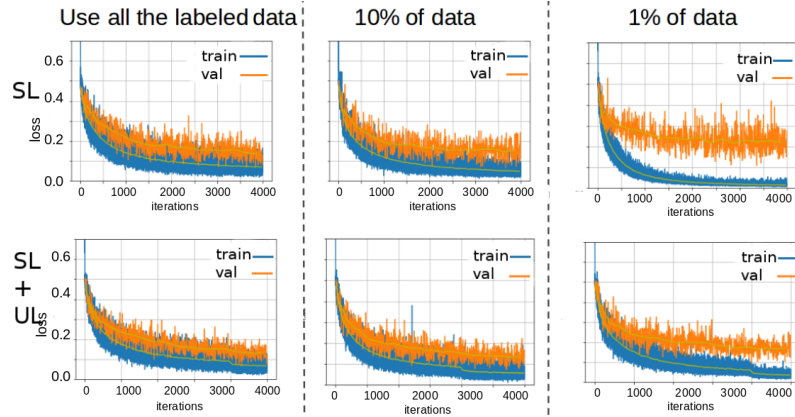 Use all the labeled data
10% of data
1% of data
SL
loss
0.6
0.4
0.2
0.0
train
val
0 1000 2000 3000 4000
iterations
train
val
0 1000 2000 3000 4000
iterations
train
val
0 1000 2000 3000 4000
iterations
SL
+
UL
loss
0.6
0.4
0.2
0.0
train
val
0 1000 2000 3000 4000
iterations
train
val
0 1000 2000 3000 4000
iterations
train
val
0 1000 2000 3000 4000
iterations